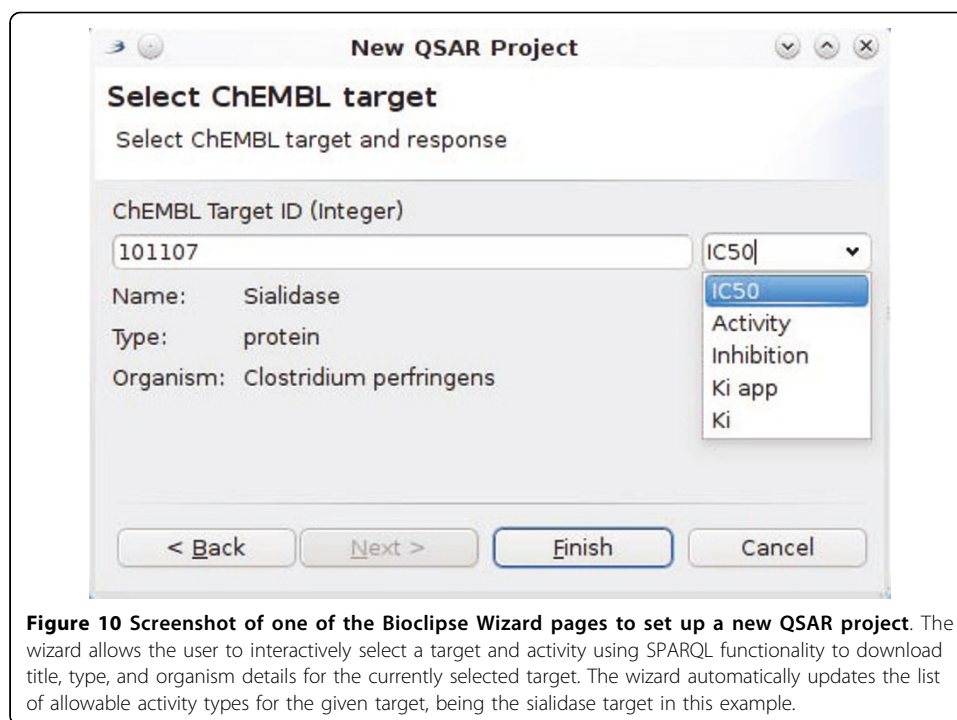 New QSAR Project
Select ChEMBL target
Select ChEMBL target and response
ChEMBL Target ID (Integer)
101107 IC50
Name: Sialidase
Type: protein
Organism: Clostridium perfringens
IC50
Activity
Inhibition
Ki app
Ki
< Back Next > Finish Cancel
Figure 10 Screenshot of one of the Bioclipse Wizard pages to set up a new QSAR project. The
wizard allows the user to interactively select a target and activity using SPARQL functionality to download
title, type, and organism details for the currently selected target. The wizard automatically updates the list
of allowable activity types for the given target, being the sialidase target in this example.